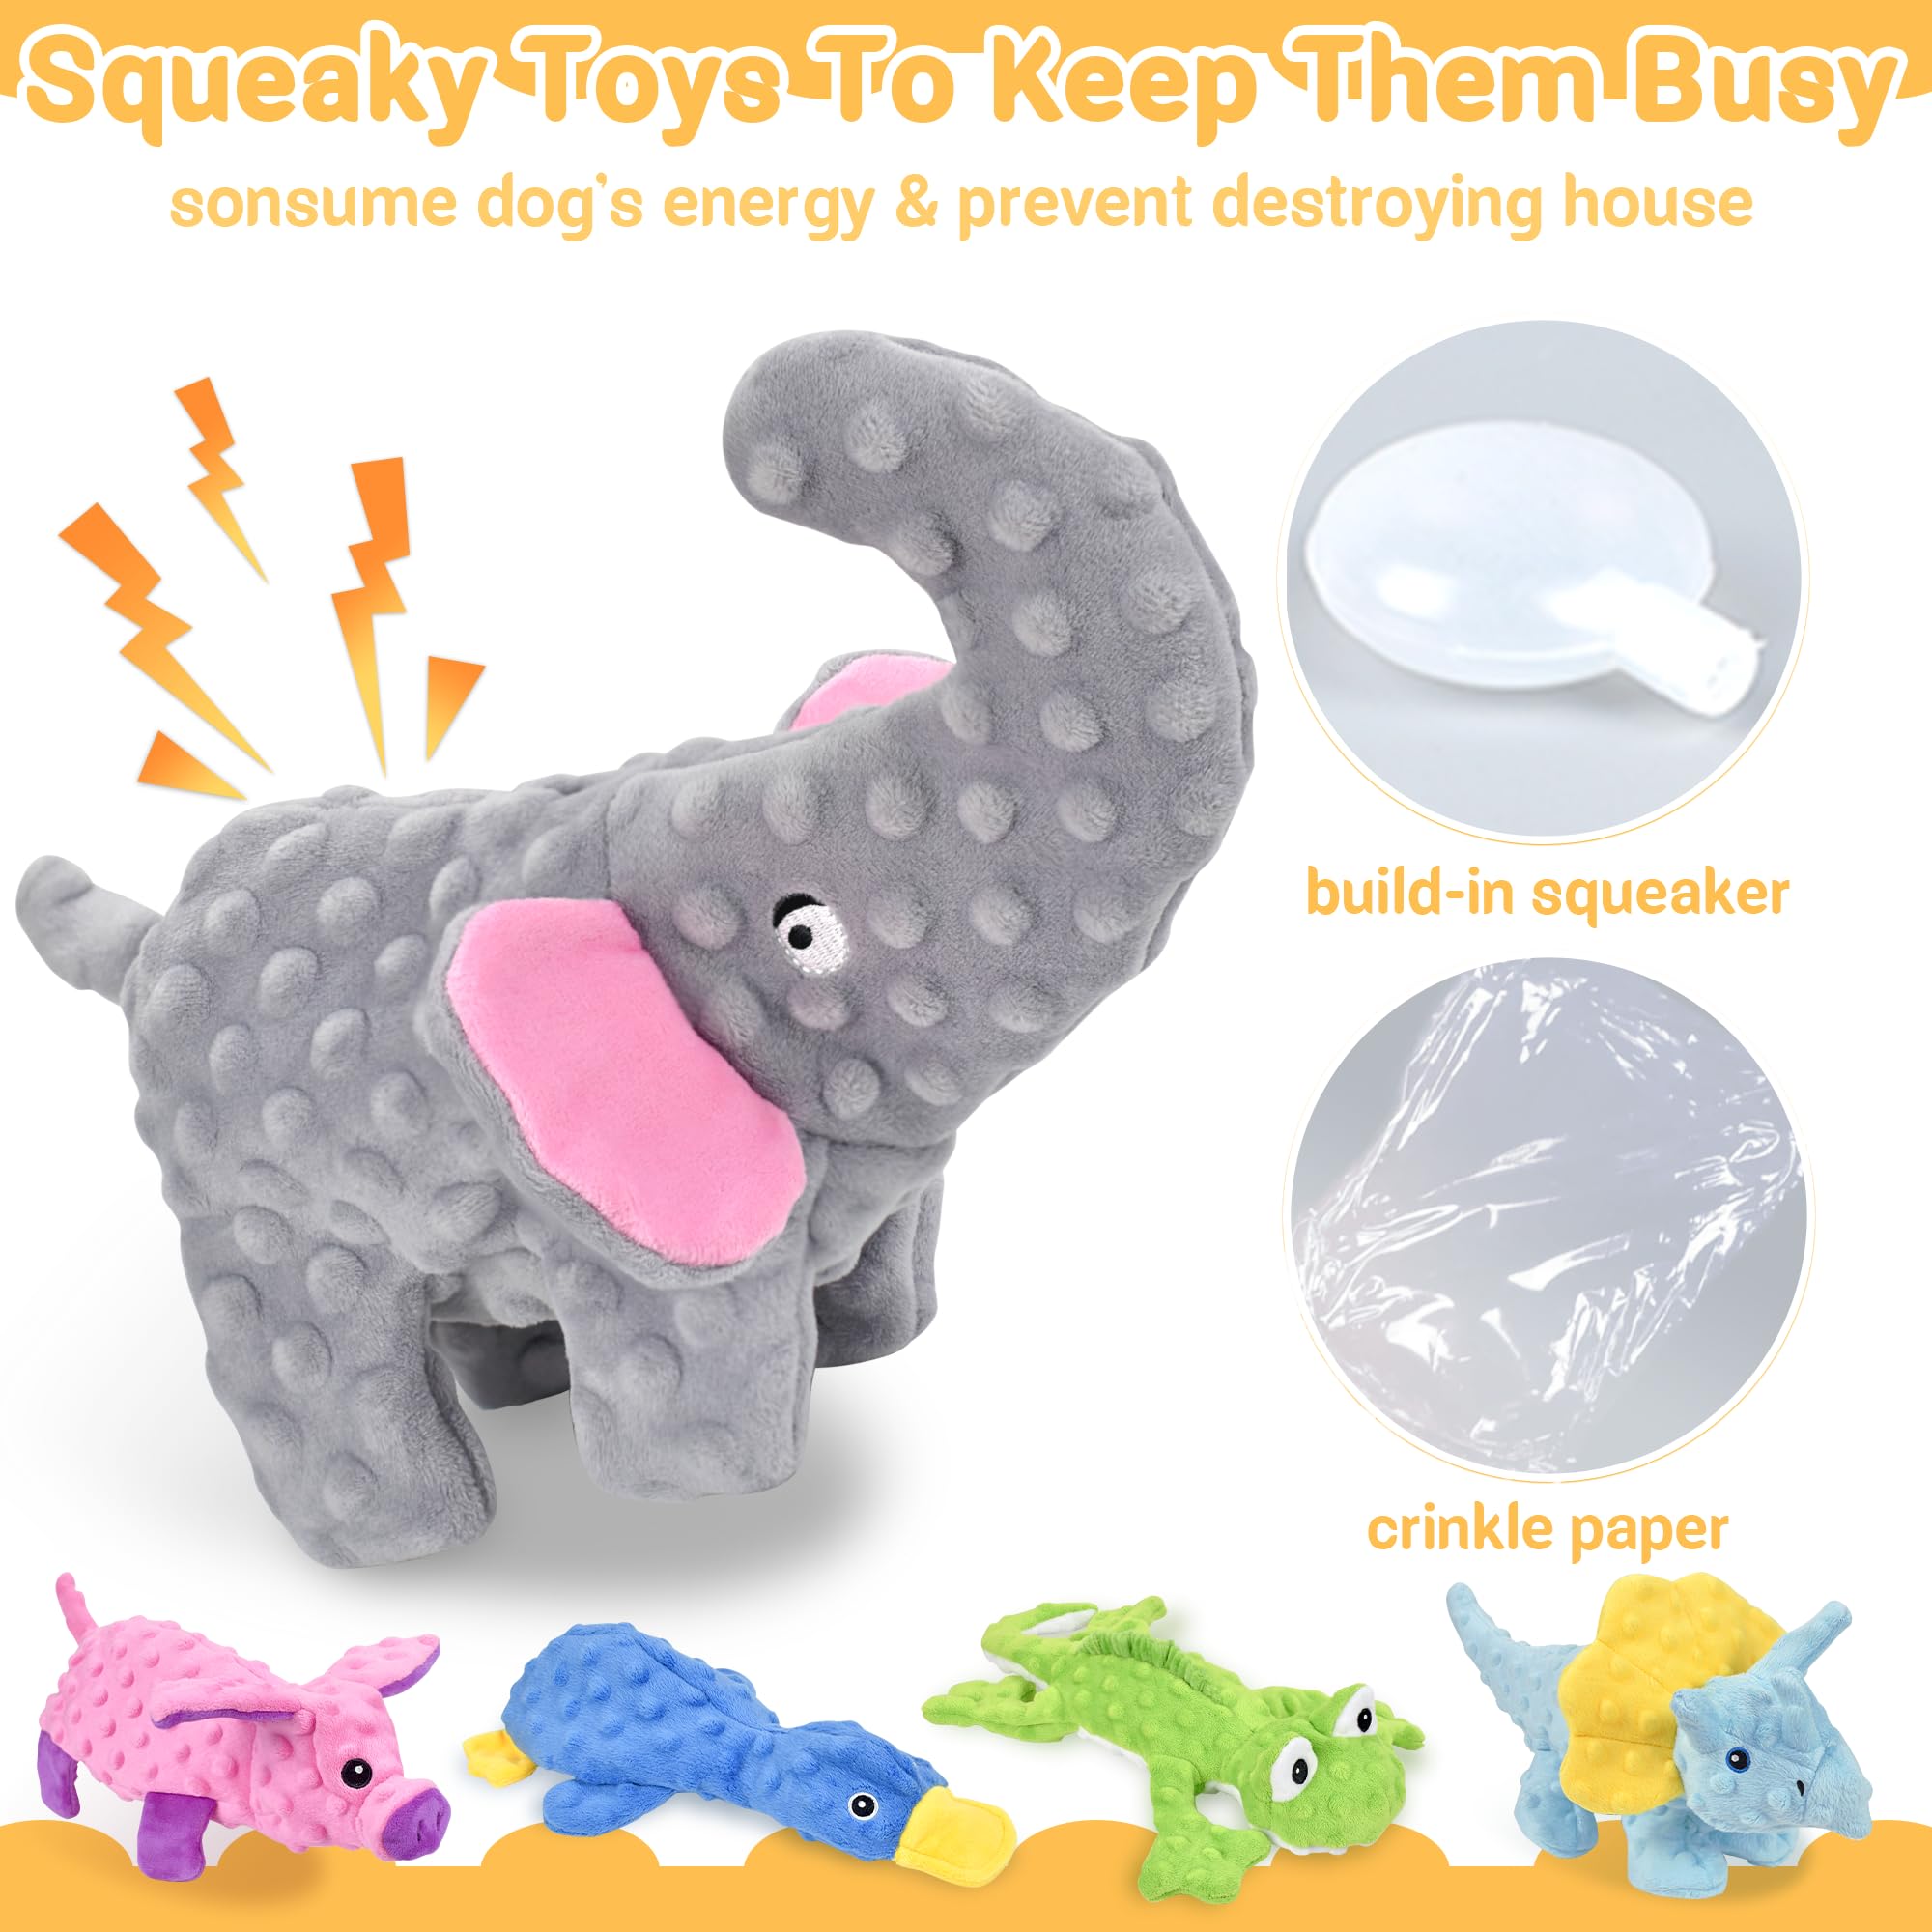 Squeaky Toys To Keep Them Busy
sonsume dog's energy & prevent destroying house
build-in squeaker
crinkle paper